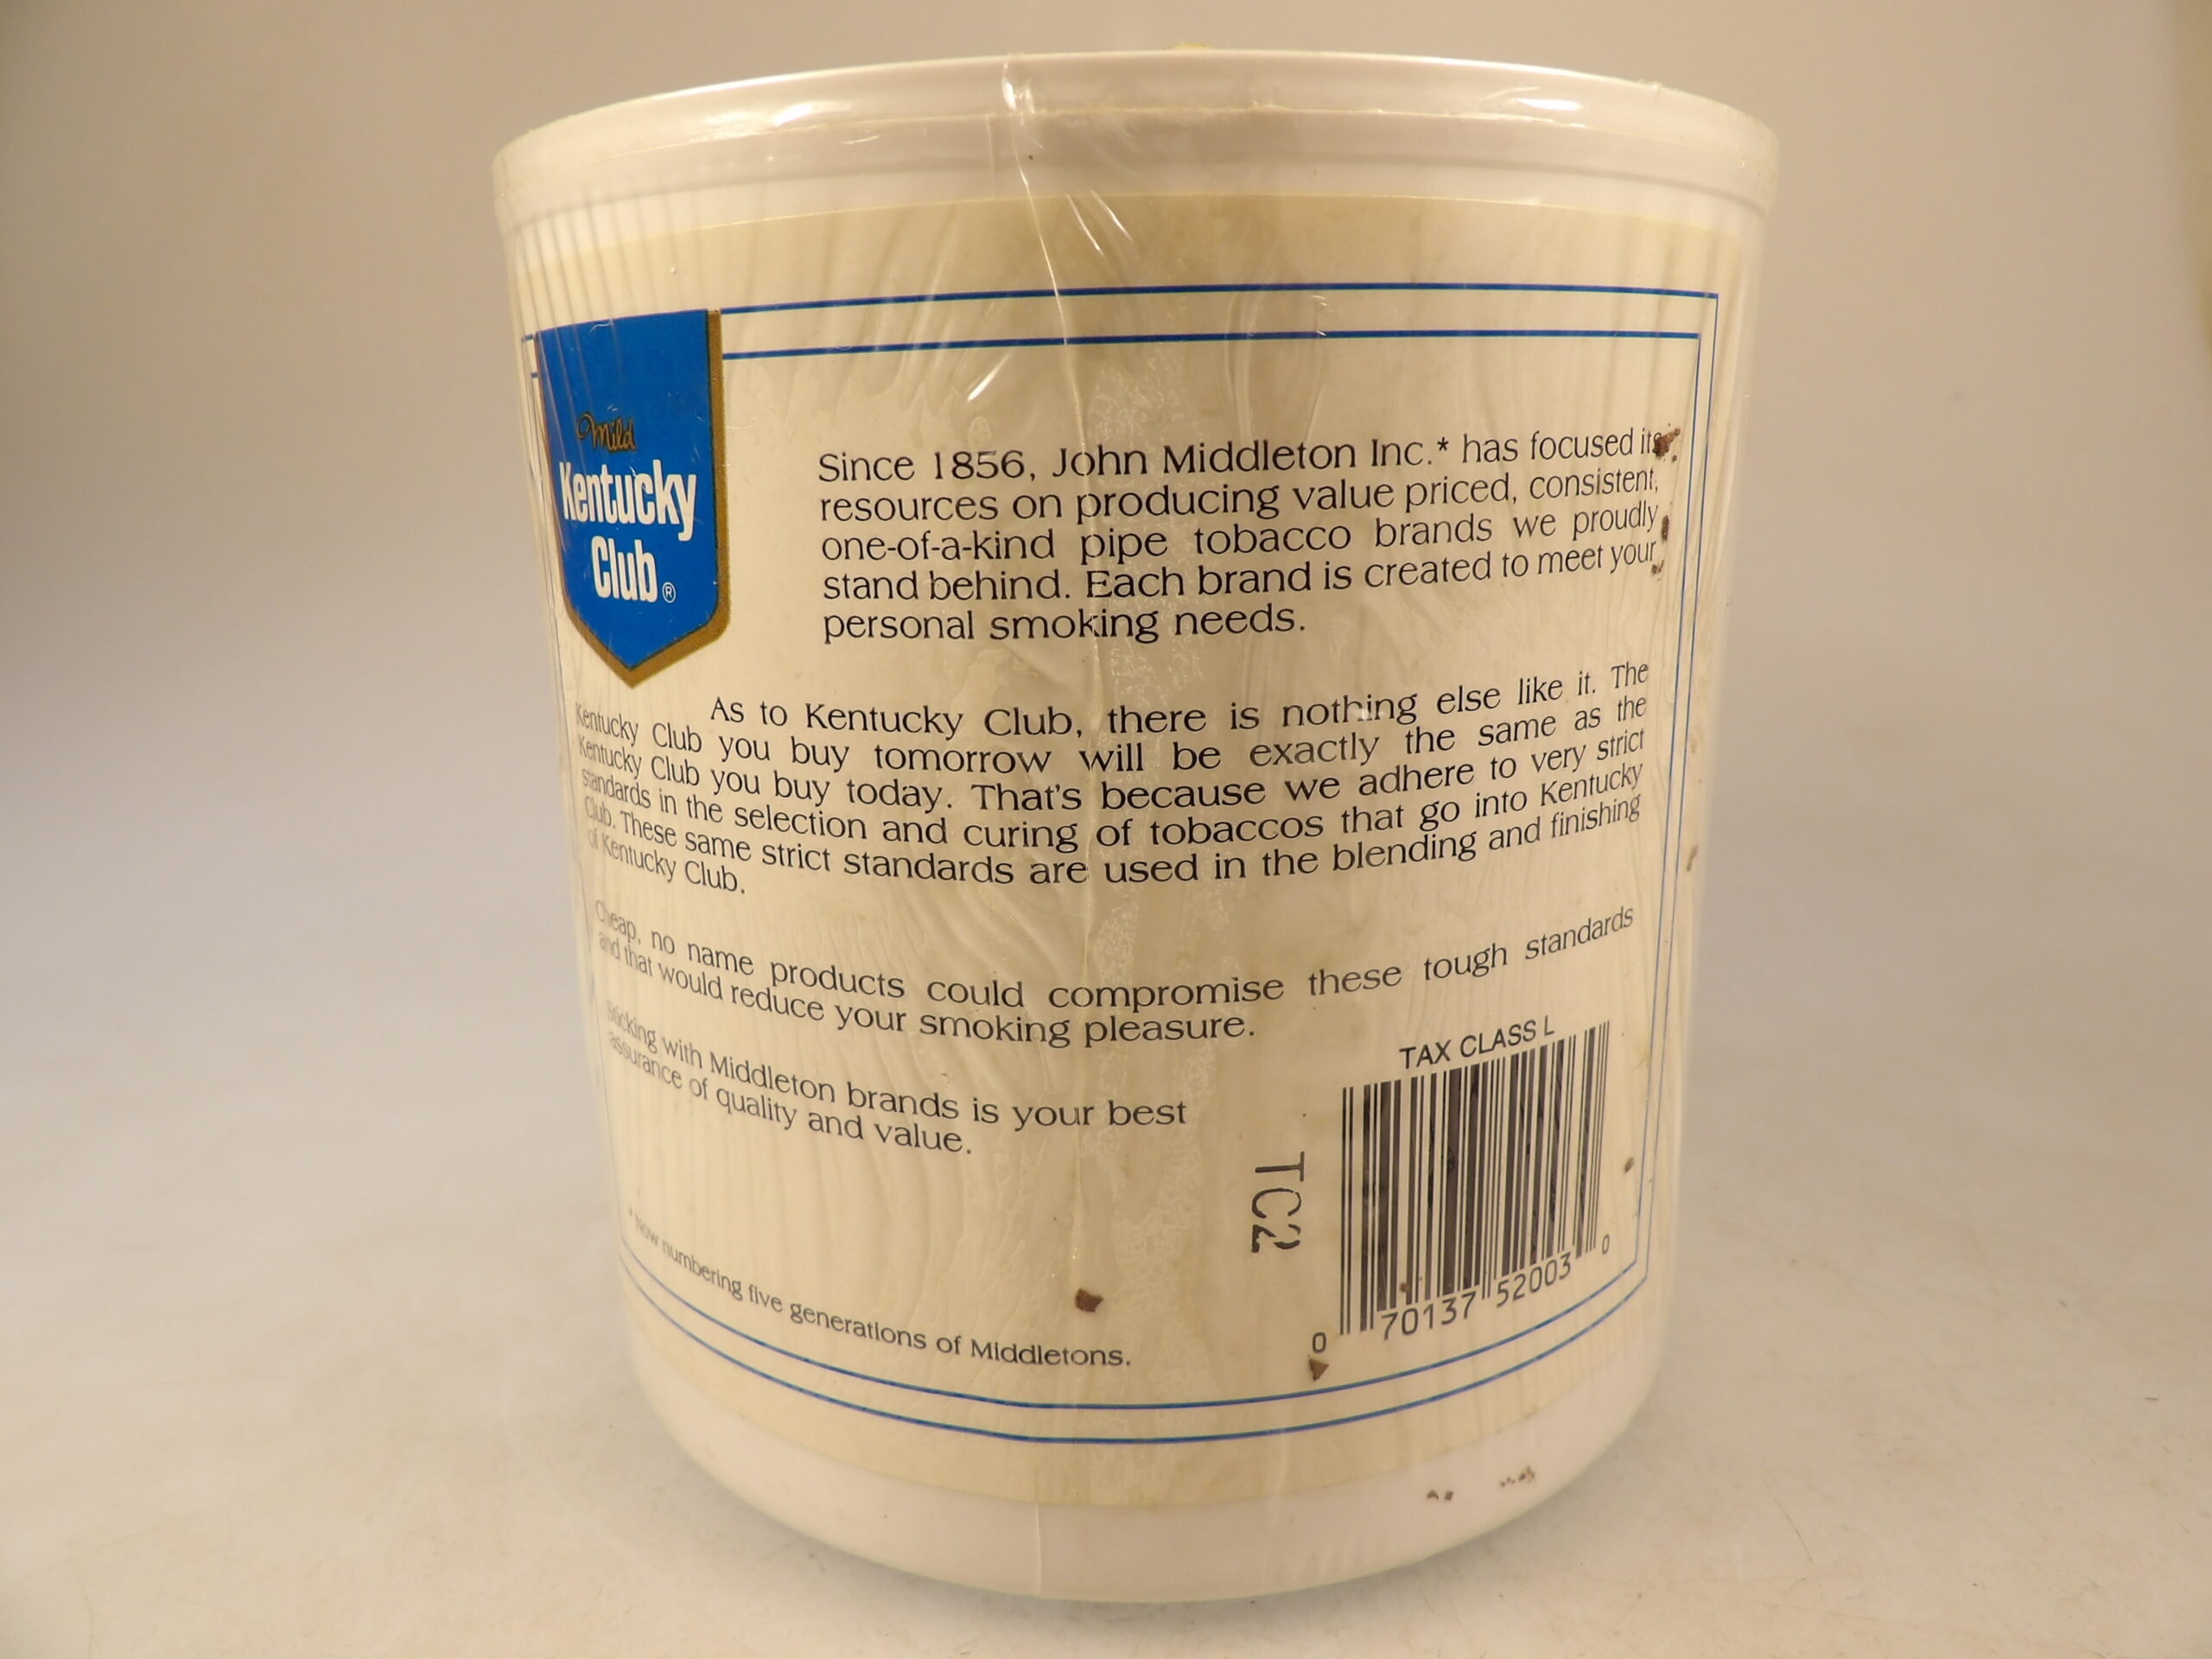 Mild
Kentucky
Club®
Since 1856, John Middleton Inc.* has focused its
resources on producing value priced, consistent,
one-of-a-kind pipe tobacco brands we proudly
stand behind. Each brand is created to meet your
personal smoking needs.
As to Kentucky Club, there is nothing else like it. The
Kentucky Club you buy tomorrow will be exactly the same as the
Kentucky Club you buy today. That's because we adhere to very strict
standards in the selection and curing of tobaccos that go into Kentucky
Club. These same strict standards are used in the blending and finishing
of Kentucky Club.
Cheap, no name products could compromise these tough standards
and that would reduce your smoking pleasure.
Sticking with Middleton brands is your best
assurance of quality and value.
* Now numbering five generations of Middletons.
TAX CLASS L
TC2
0 70137 52003 0